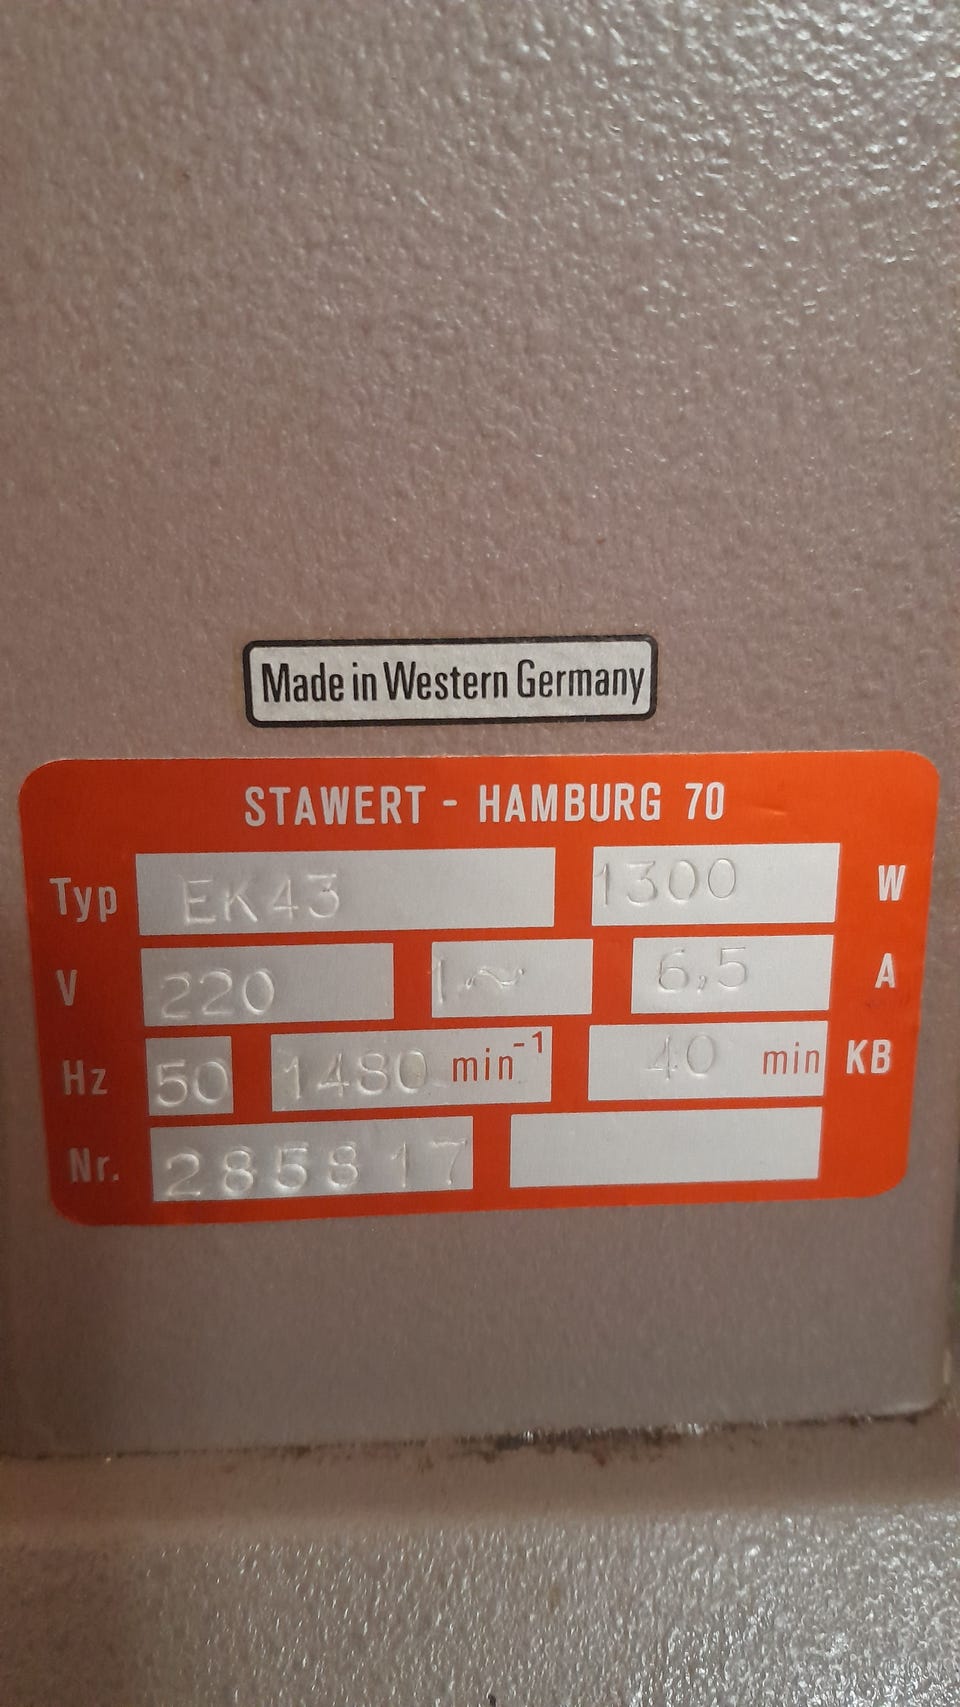 Made in Western Germany
STAWERT - HAMBURG 70
Typ EK43 1300 W
V 220 1~ 6,5 A
Hz 50 1480 min⁻¹ 40 min KB
Nr. 285817